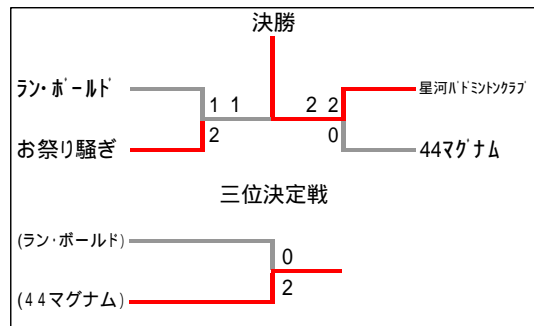 決勝
ラン・ボールド
1 1
2 2
星河バドミントンクラブ
お祭り騒ぎ
2
0
44マグナム
三位決定戦
(ラン・ボールド)
0
(44マグナム)
2